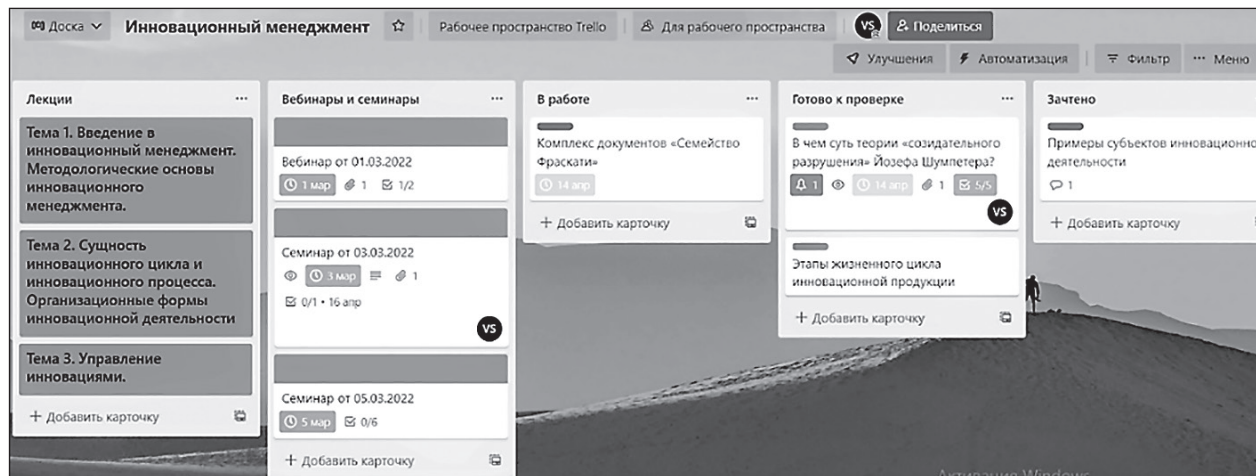 Доска
Инновационный менеджмент
Рабочее пространство Trello
Для рабочего пространства
VS
Поделиться
Улучшения
Автоматизация
Фильтр
Меню
Лекции
Тема 1. Введение в
инновационный менеджмент.
Методологические основы
инновационного
менеджмента.
Тема 2. Сущность
инновационного цикла и
инновационного процесса.
Организационные формы
инновационной деятельности
Тема 3. Управление
инновациями.
+ Добавить карточку
Вебинары и семинары
Вебинар от 01.03.2022
1 мар 1 1/2
Семинар от 03.03.2022
3 мар 1
0/1 • 16 апр
VS
Семинар от 05.03.2022
5 мар 0/6
+ Добавить карточку
В работе
Комплекс документов «Семейство
Фраскати»
14 апр
+ Добавить карточку
Готово к проверке
В чем суть теории «созидательного
разрушения» Йозефа Шумпетера?
1 14 апр 1 5/5
VS
Этапы жизненного цикла
инновационной продукции
+ Добавить карточку
Зачтено
Примеры субъектов инновационно
деятельности
1
+ Добавить карточку
Активация Windows